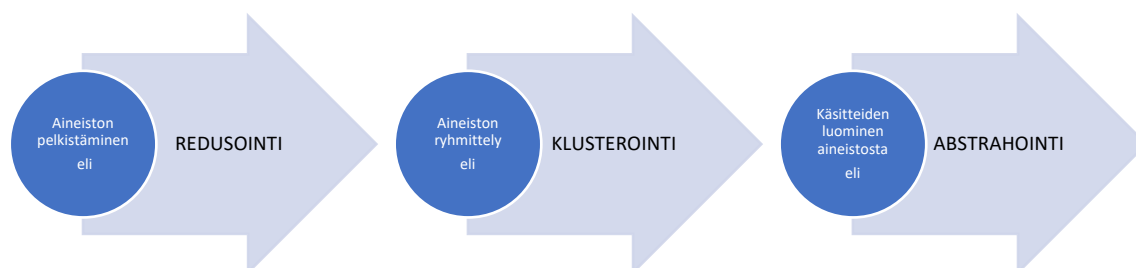 Aineiston
pelkistäminen
eli
REDUSOINTI
Aineiston
ryhmittely
eli
KLUSTEROINTI
Käsitteiden
luominen
aineistosta
eli
ABSTRAHOINTI